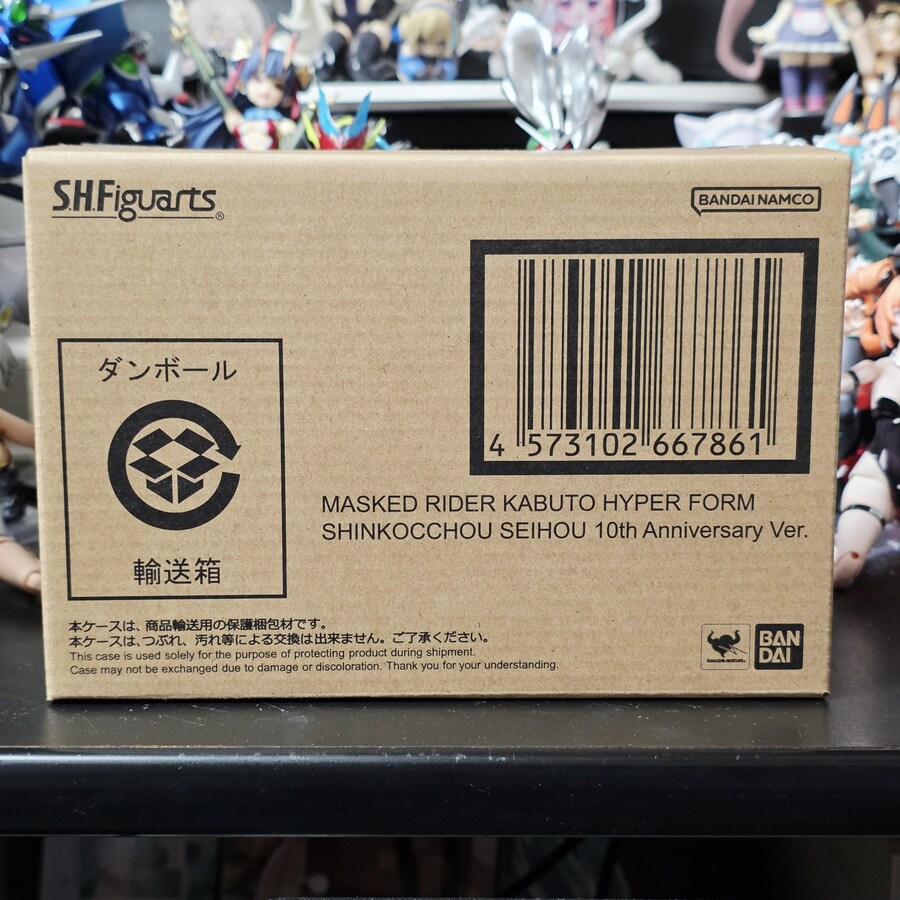 S.H.Figuarts®
BANDAI NAMCO
4 573102 667861
ダンボール
輸送箱
MASKED RIDER KABUTO HYPER FORM
SHINKOCCHOU SEIHOU 10th Anniversary Ver.
本ケースは、商品輸送用の保護梱包材です。
本ケースは、つぶれ、汚れ等による交換は出来ません。ご了承ください。
This case is used solely for the purpose of protecting product during shipment.
Case may not be exchanged due to damage or discoloration. Thank you for your understanding.
TAMASHII NATIONS
BAN
DAI